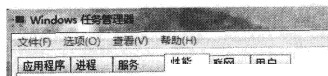 Windows 任务管理器
文件(F) 选项(O) 查看(V) 帮助(H)
应用程序 进程 服务 性能 联网 用户